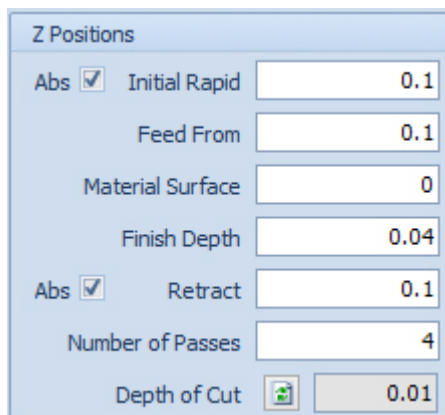 Z Positions
Abs Initial Rapid 0.1
Feed From 0.1
Material Surface 0
Finish Depth 0.04
Abs Retract 0.1
Number of Passes 4
Depth of Cut 0.01